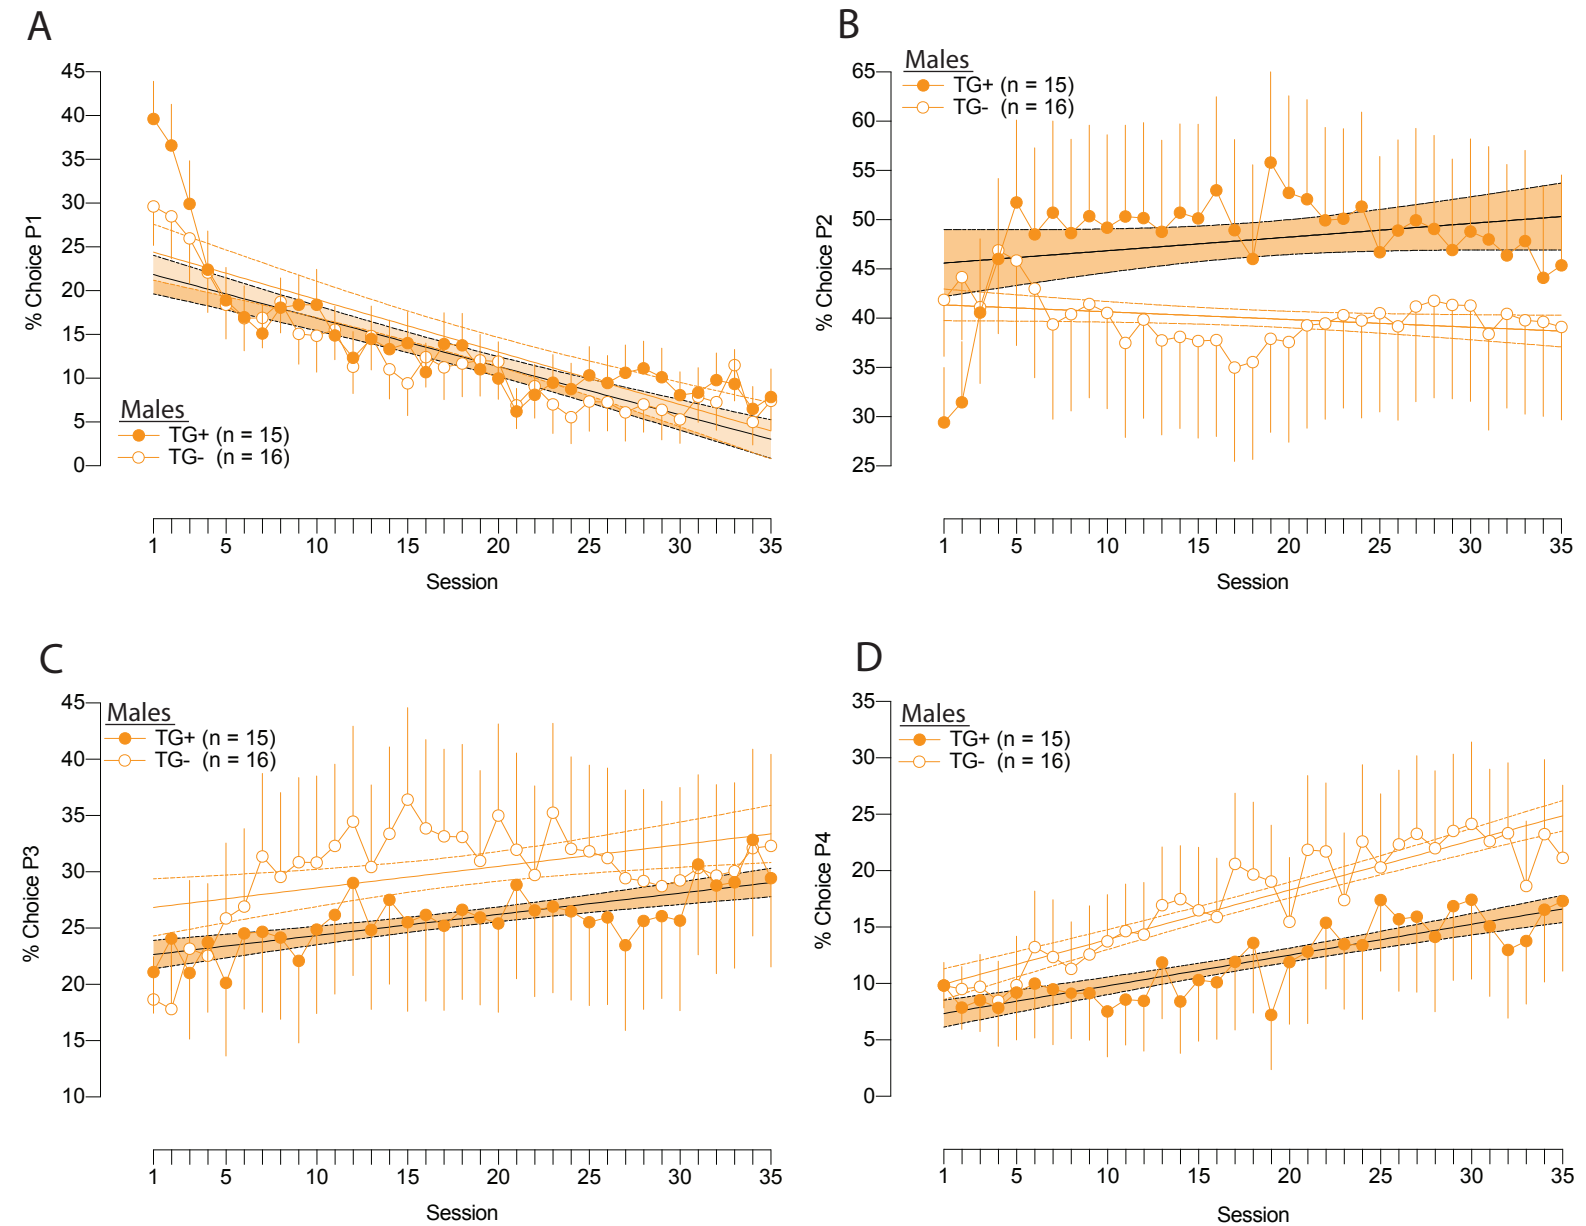 A
45
40
35
30
25
20
15
10
5
0
% Choice P1
Males
TG+ (n = 15)
TG- (n = 16)
1 5 10 15 20 25 30 35
Session
B
Males
TG+ (n = 15)
TG- (n = 16)
65
60
55
50
45
40
35
30
25
% Choice P2
1 5 10 15 20 25 30 35
Session
C
Males
TG+ (n = 15)
TG- (n = 16)
45
40
35
30
25
20
15
10
% Choice P3
1 5 10 15 20 25 30 35
Session
D
Males
TG+ (n = 15)
TG- (n = 16)
35
30
25
20
15
10
5
0
% Choice P4
1 5 10 15 20 25 30 35
Session